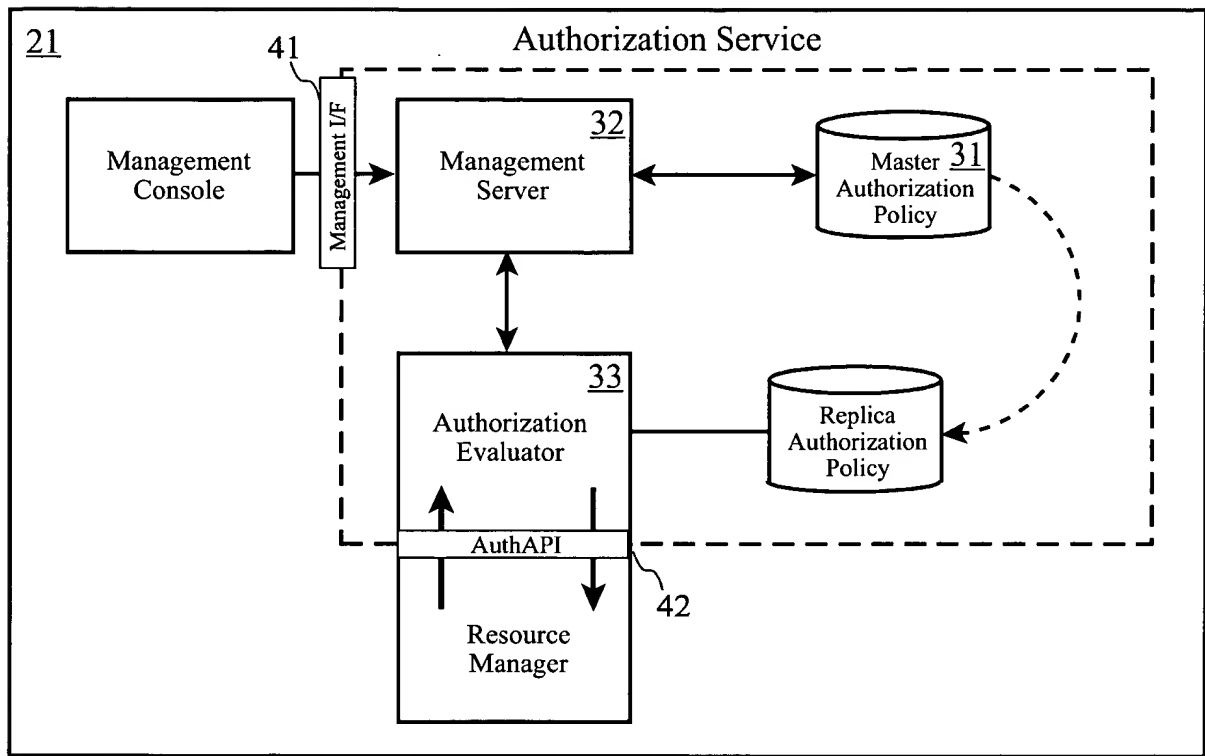 21
Authorization Service
41
Management I/F
Management
Console
32
Management
Server
31
Master
Authorization
Policy
33
Authorization
Evaluator
Replica
Authorization
Policy
AuthAPI
42
Resource
Manager